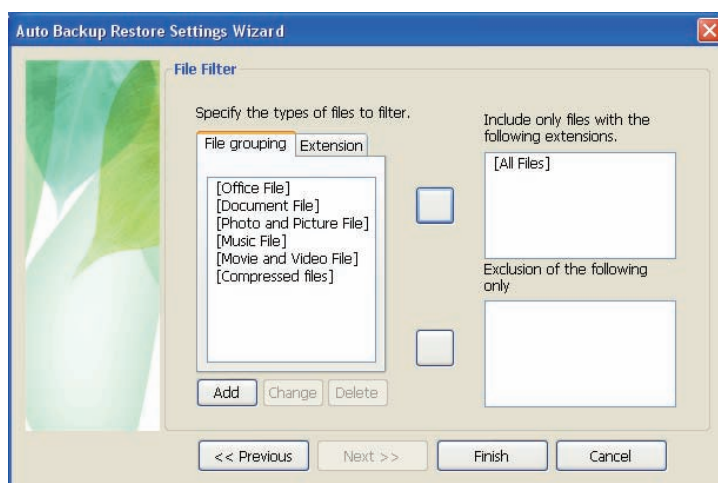 Auto Backup Restore Settings Wizard
File Filter
Specify the types of files to filter.
File grouping
Extension
[Office File]
[Document File]
[Photo and Picture File]
[Music File]
[Movie and Video File]
[Compressed files]
Add
Change
Delete
Include only files with the
following extensions.
[All Files]
Exclusion of the following
only
<< Previous
Next >>
Finish
Cancel